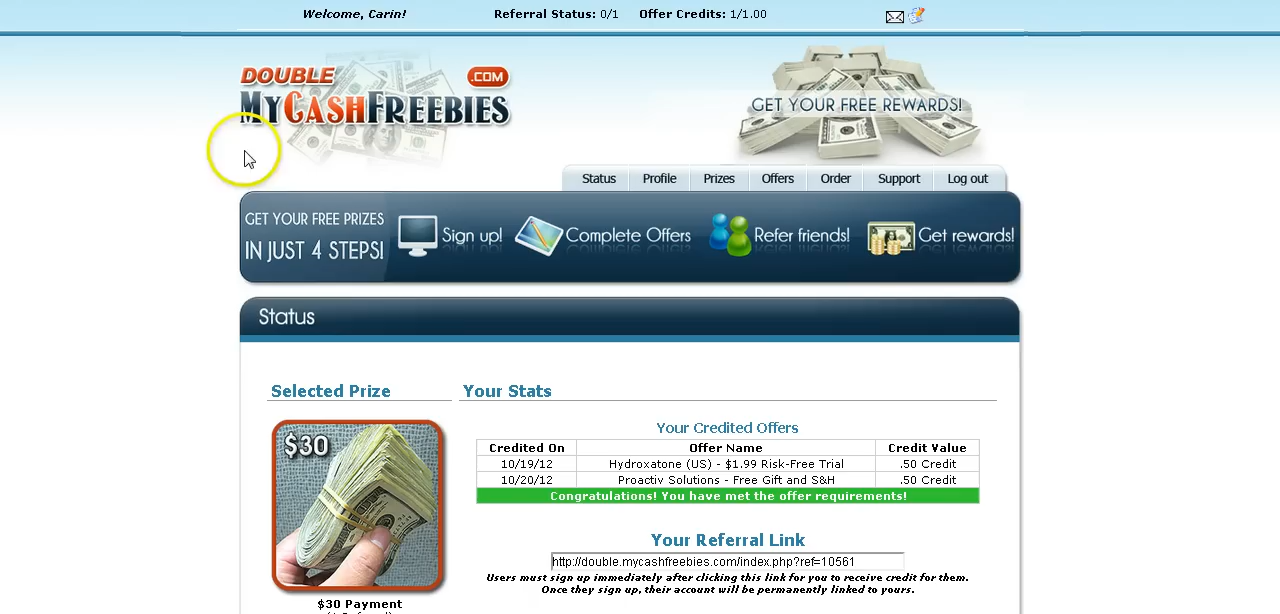 Welcome, Carin! Referral Status: 0/1 Offer Credits: 1/1.00
DOUBLE .COM
MYCASHFREEBIES
GET YOUR FREE REWARDS!
Status Profile Prizes Offers Order Support Log out
GET YOUR FREE PRIZES
IN JUST 4 STEPS!
Sign up! Complete Offers Refer friends! Get rewards!
Status
Selected Prize
$30
$30 Payment
Your Stats
Your Credited Offers
Credited On Offer Name Credit Value
10/19/12 Hydroxatone (US) - $1.99 Risk-Free Trial .50 Credit
10/20/12 Proactiv Solutions - Free Gift and S&H .50 Credit
Congratulations! You have met the offer requirements!
Your Referral Link
http://double.mycashfreebies.com/index.php?ref=10561
Users must sign up immediately after clicking this link for you to receive credit for them.
Once they sign up, their account will be permanently linked to yours.